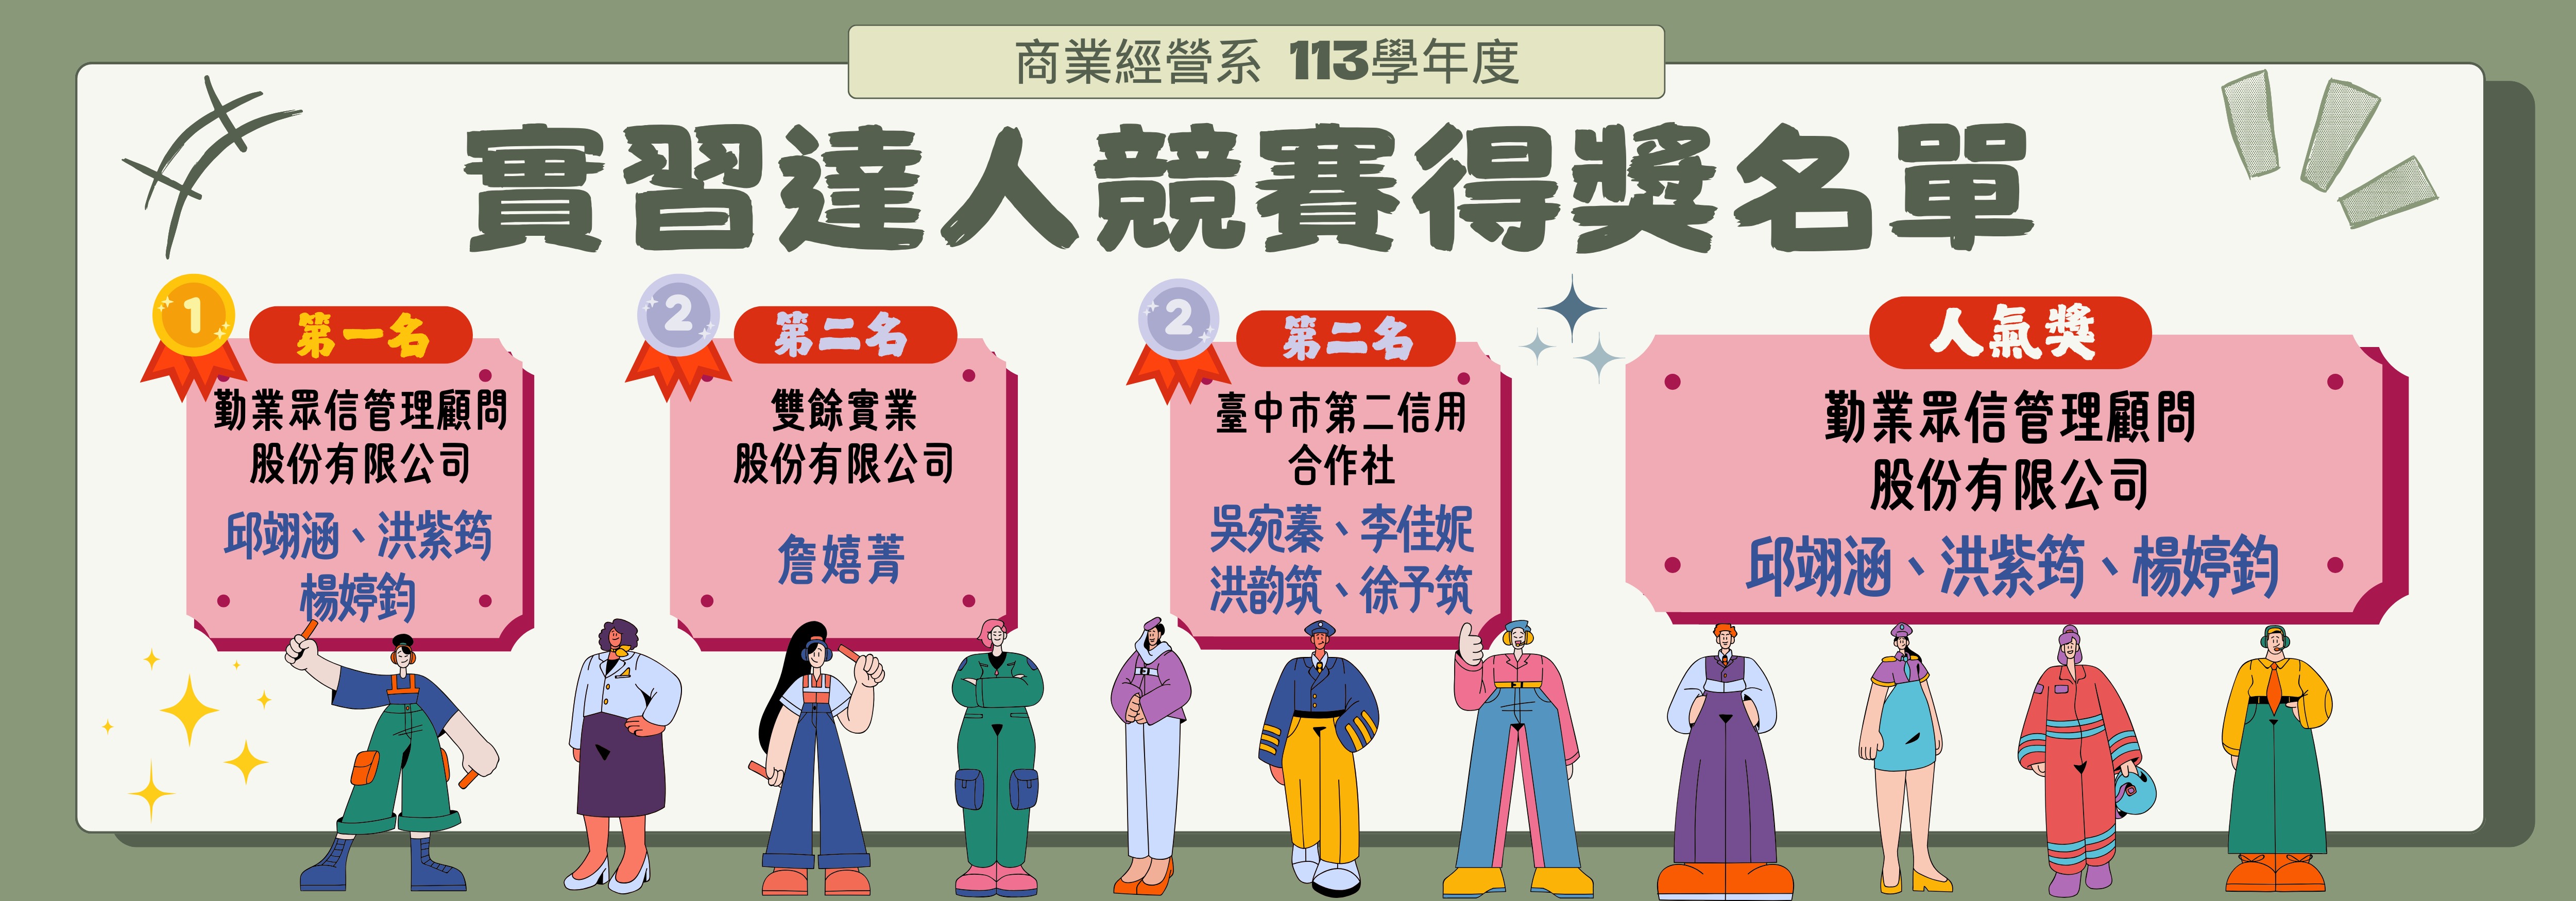 商業經營系 113學年度
實習達人競賽得獎名單
1
第一名
勤業眾信管理顧問
股份有限公司
邱翊涵、洪紫筠
楊婷鈞
2
第二名
雙餘實業
股份有限公司
詹嬉菁
2
第二名
臺中市第二信用
合作社
吳宛蓁、李佳妮
洪韵筑、徐予筑
人氣獎
勤業眾信管理顧問
股份有限公司
邱翊涵、洪紫筠、楊婷鈞